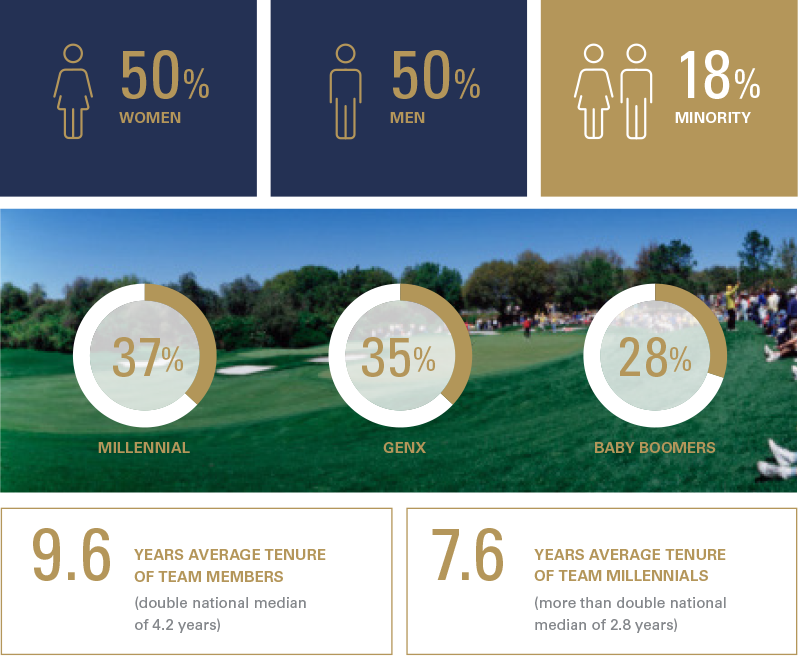 50%
WOMEN
50%
MEN
18%
MINORITY
37%
MILLENNIAL
35%
GENX
28%
BABY BOOMERS
9.6
YEARS AVERAGE TENURE
OF TEAM MEMBERS
(double national median
of 4.2 years)
7.6
YEARS AVERAGE TENURE
OF TEAM MILLENNIALS
(more than double national
median of 2.8 years)